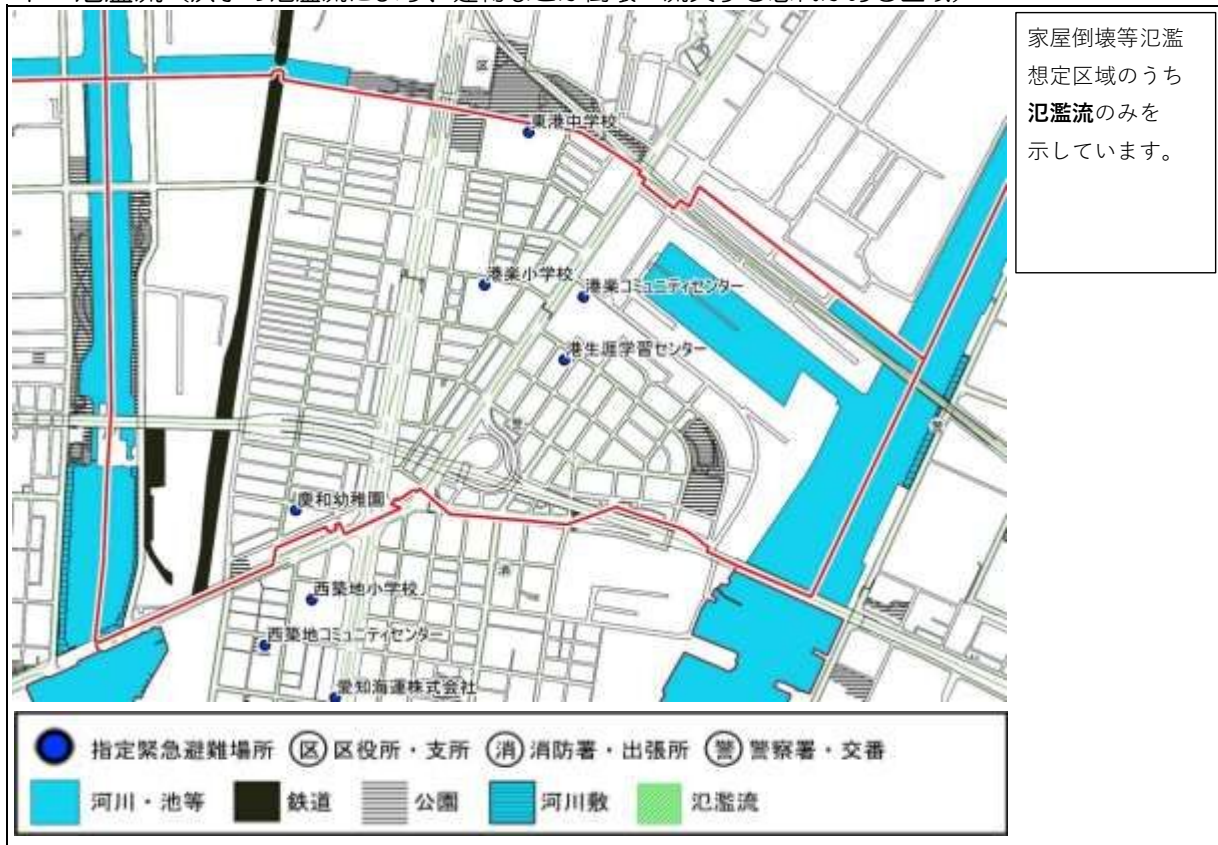 家屋倒壊等氾濫
想定区域のうち
氾濫流のみを
示しています。
区
東港中学校
港楽小学校
港楽コミュニティセンター
港生涯学習センター
慶和幼稚園
消
西築地小学校
西築地コミュニティセンター
愛知海運株式会社
指定緊急避難場所 区 区役所・支所 消 消防署・出張所 警 警察署・交番
河川・池等 鉄道 公園 河川敷 氾濫流